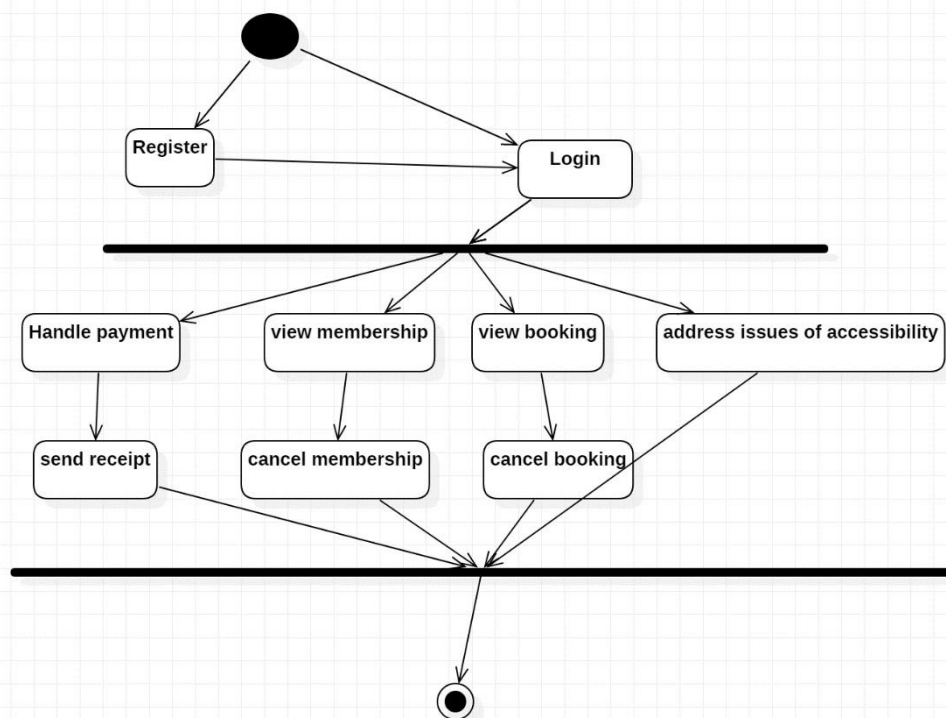 Register
Login
Handle payment
view membership
view booking
address issues of accessibility
send receipt
cancel membership
cancel booking